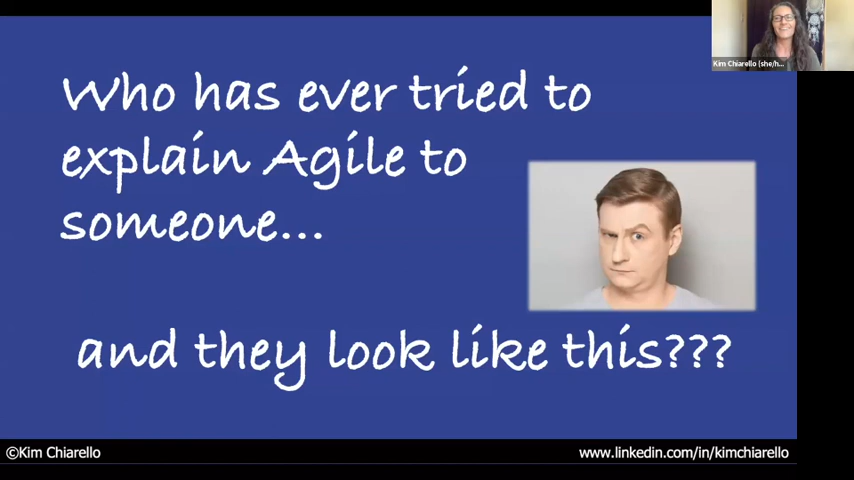 Kim Chiarello (she/h...
Who has ever tried to
explain Agile to
someone...
and they look like this???
©Kim Chiarello
www.linkedin.com/in/kimchiarello